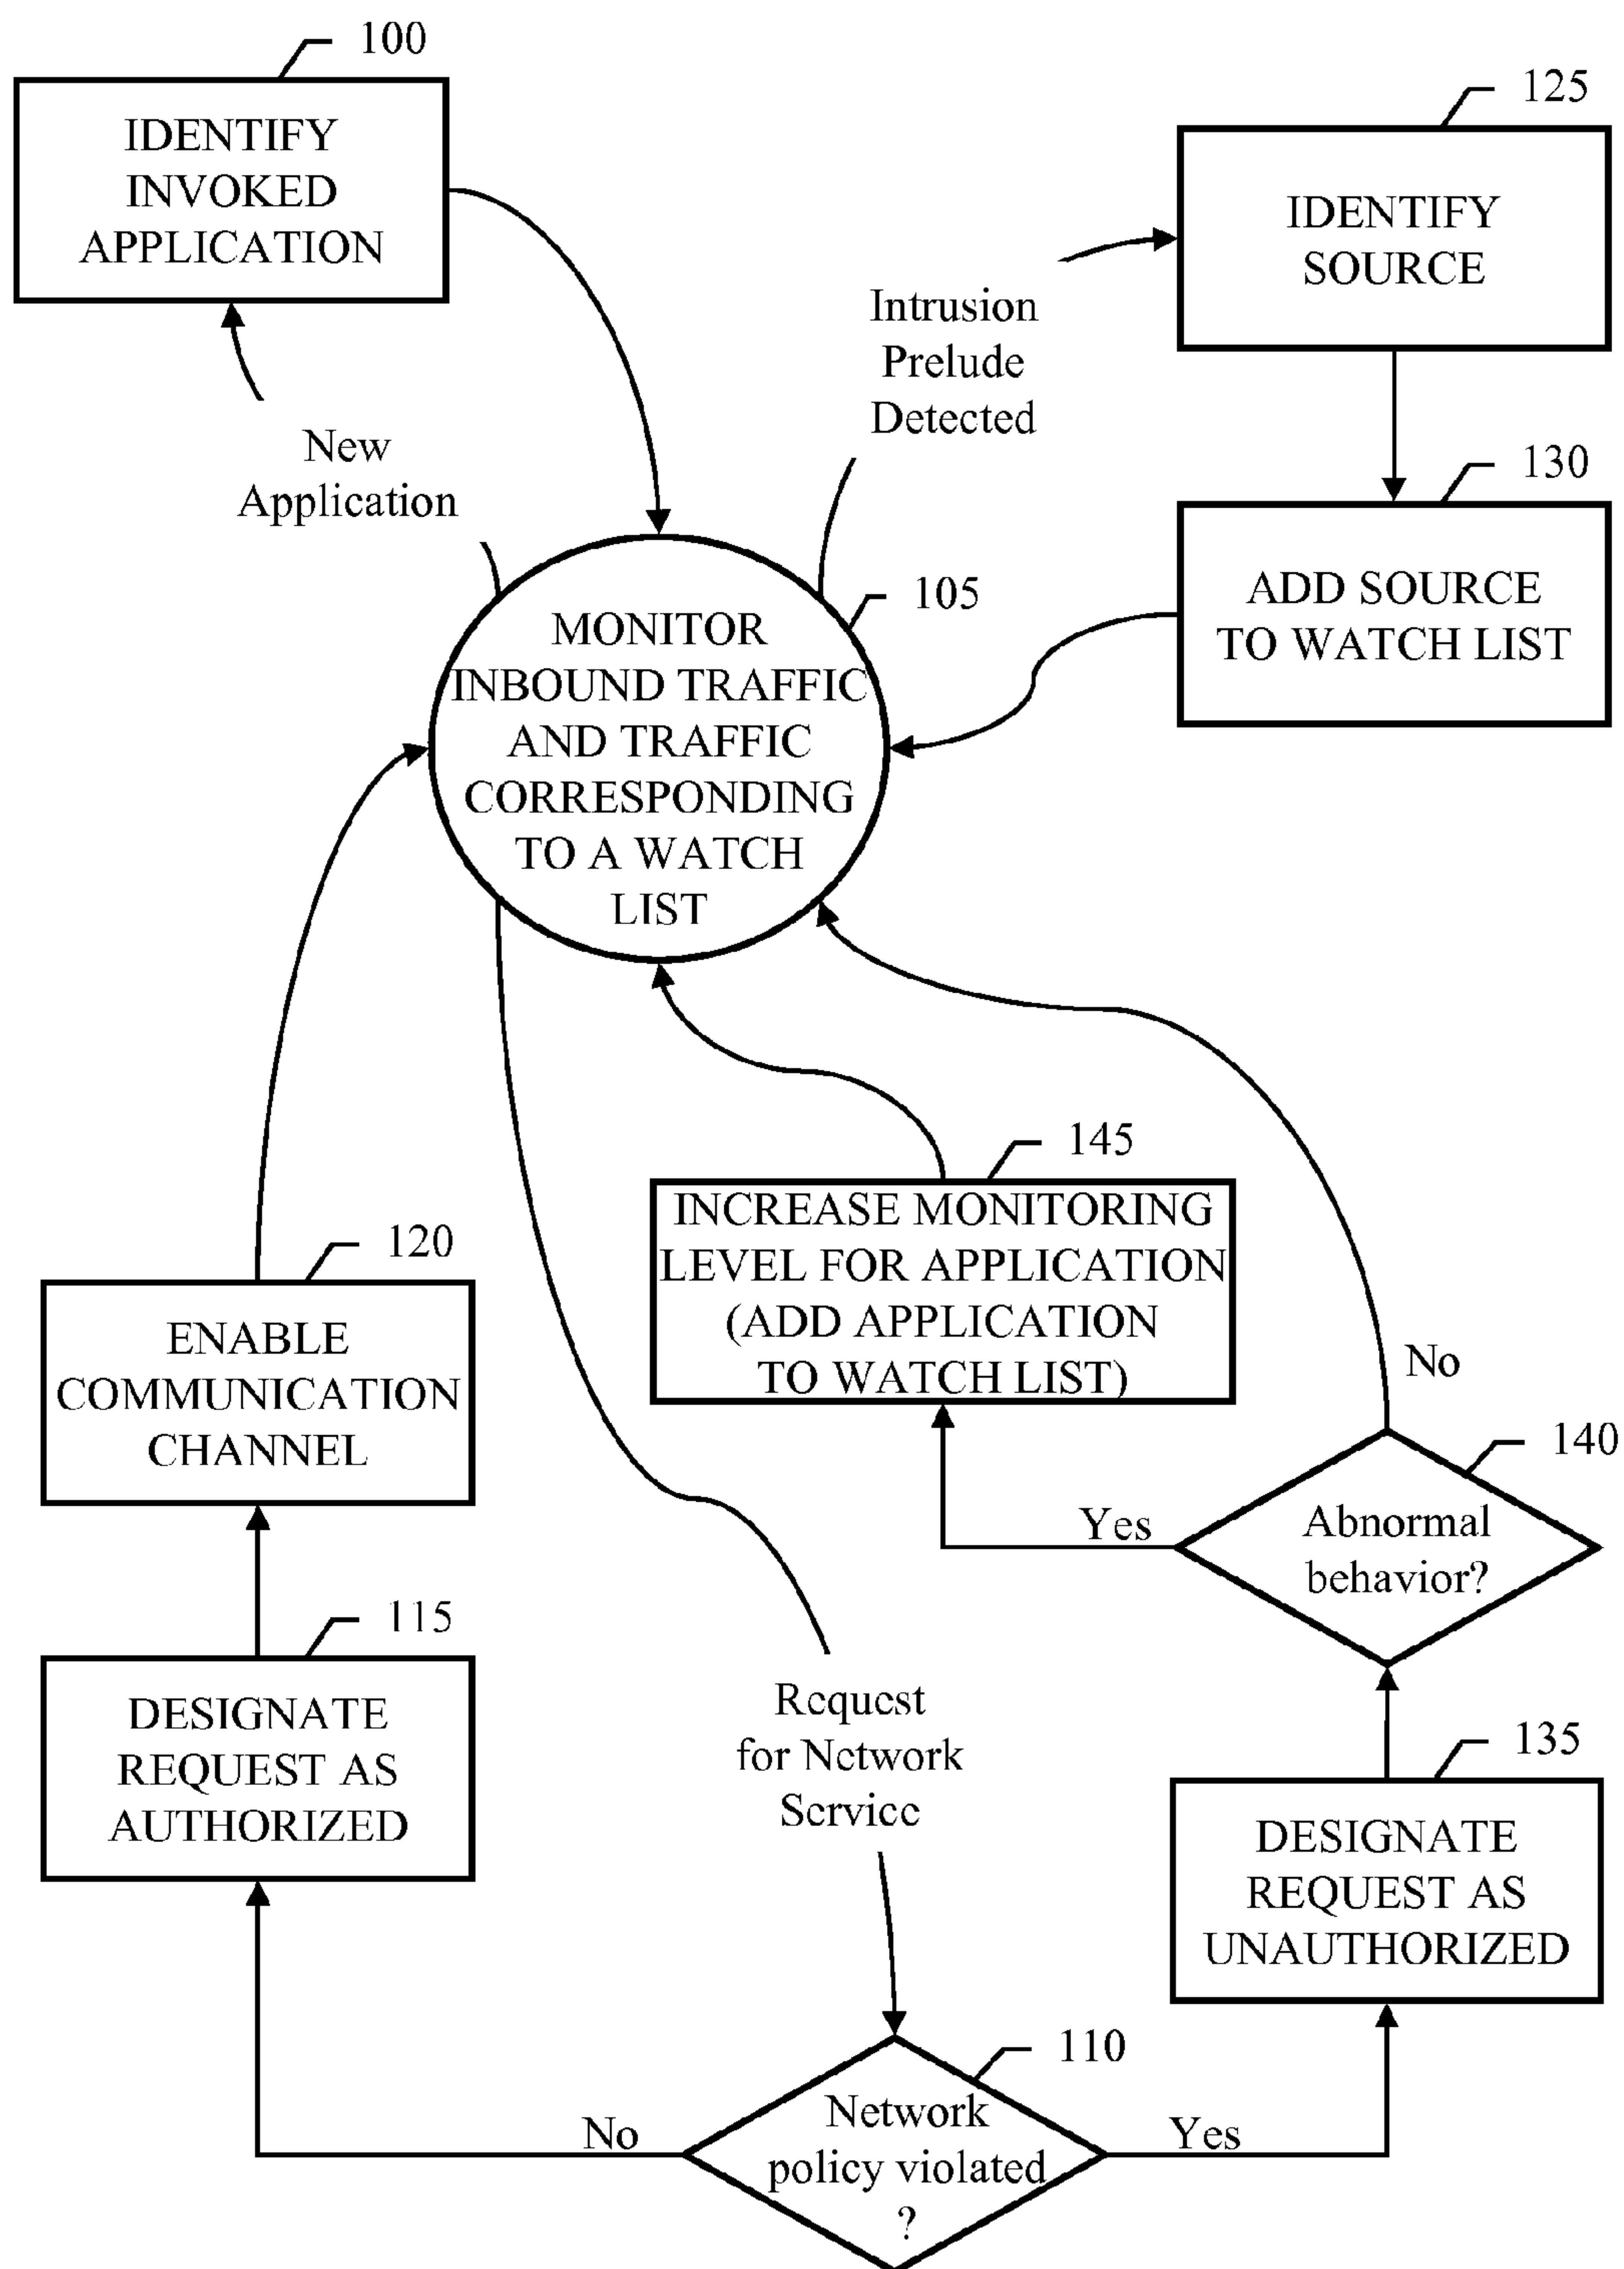 100
IDENTIFY
INVOKED
APPLICATION
125
IDENTIFY
SOURCE
Intrusion
Prelude
Detected
New
Application
130
ADD SOURCE
TO WATCH LIST
105
MONITOR
INBOUND TRAFFIC
AND TRAFFIC
CORRESPONDING
TO A WATCH
LIST
145
INCREASE MONITORING
LEVEL FOR APPLICATION
(ADD APPLICATION
TO WATCH LIST)
120
ENABLE
COMMUNICATION
CHANNEL
No
140
Abnormal
behavior?
Yes
115
DESIGNATE
REQUEST AS
AUTHORIZED
Request
for Network
Service
135
DESIGNATE
REQUEST AS
UNAUTHORIZED
110
Network
policy violated
?
No
Yes